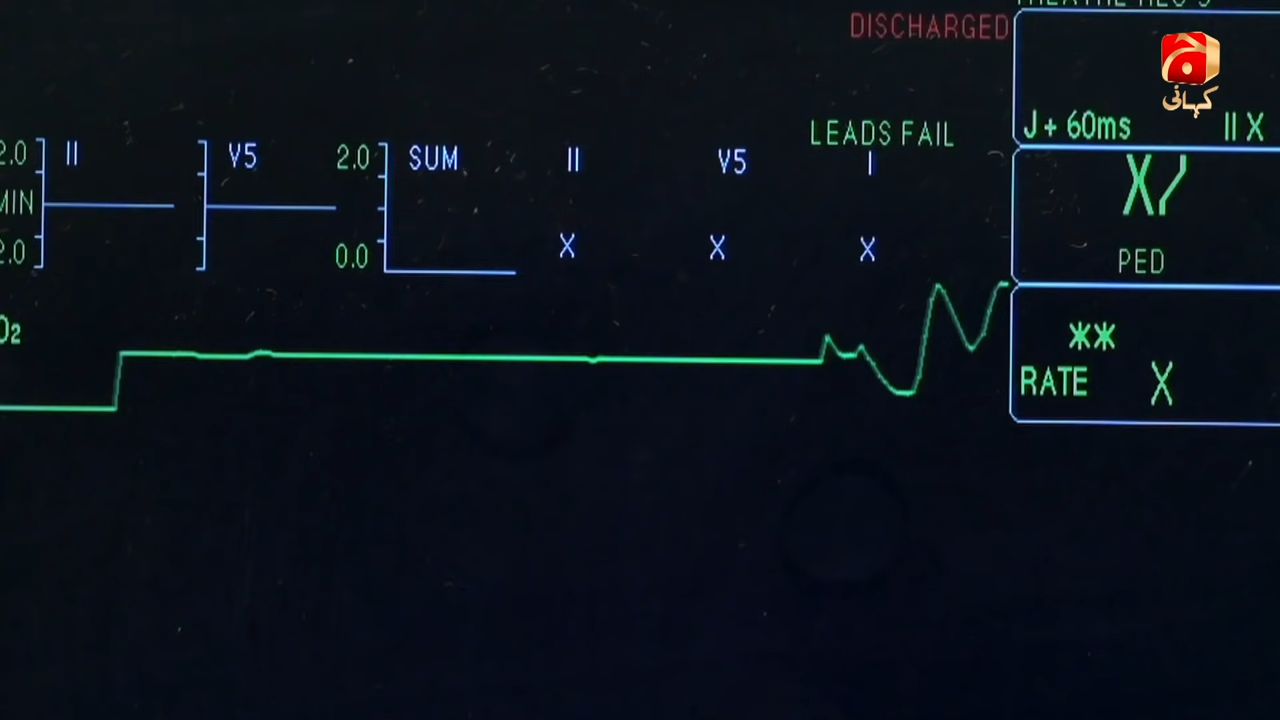 DISCHARGED
کہانی
J + 60ms II X
LEADS FAIL
2.0 II V5 2.0 SUM II V5 I
MIN
2.0 0.0 X X X
X/
PED
O2
**
RATE X